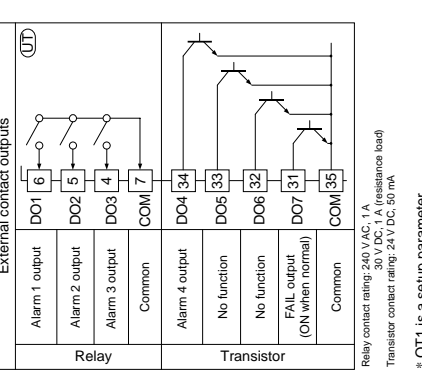 External contact outputs
UT
Alarm 1 output DO1 6
Alarm 2 output DO2 5
Alarm 3 output DO3 4
Common COM 7
Relay
Alarm 4 output DO4 34
No function DO5 33
No function DO6 32
FAIL output
(ON when normal) DO7 31
Common COM 35
Transistor
Relay contact rating: 240 V AC, 1 A
30 V DC, 1 A (resistance load)
Transistor contact rating: 24 V DC, 50 mA
* OT1 is a setup parameter